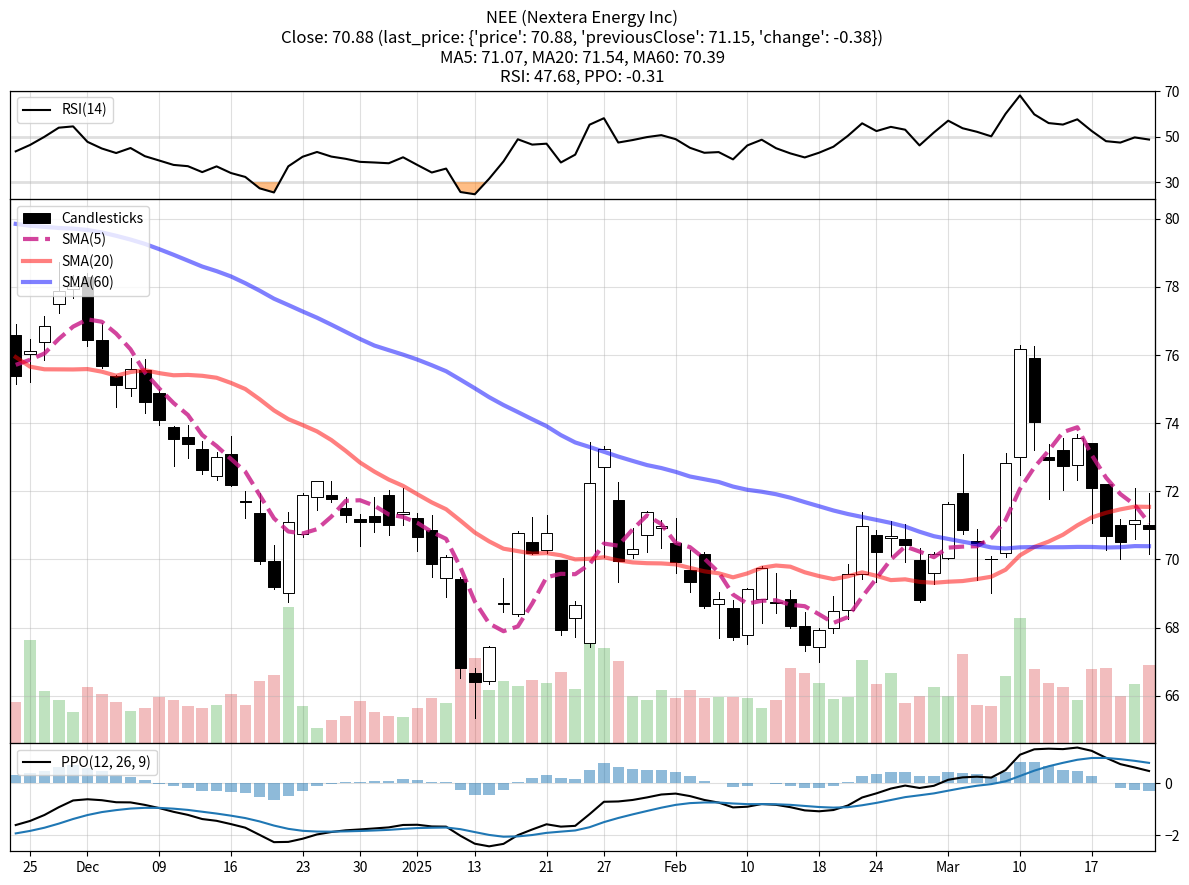 NEE (Nextera Energy Inc)
Close: 70.88 (last_price: {'price': 70.88, 'previousClose': 71.15, 'change': -0.38})
MA5: 71.07, MA20: 71.54, MA60: 70.39
RSI: 47.68, PPO: -0.31
RSI(14)
70
50
30
Candlesticks
SMA(5)
SMA(20)
SMA(60)
80
78
76
74
72
70
68
66
PPO(12, 26, 9)
0
−2
25 Dec 09 16 23 30 2025 13 21 27 Feb 10 18 24 Mar 10 17